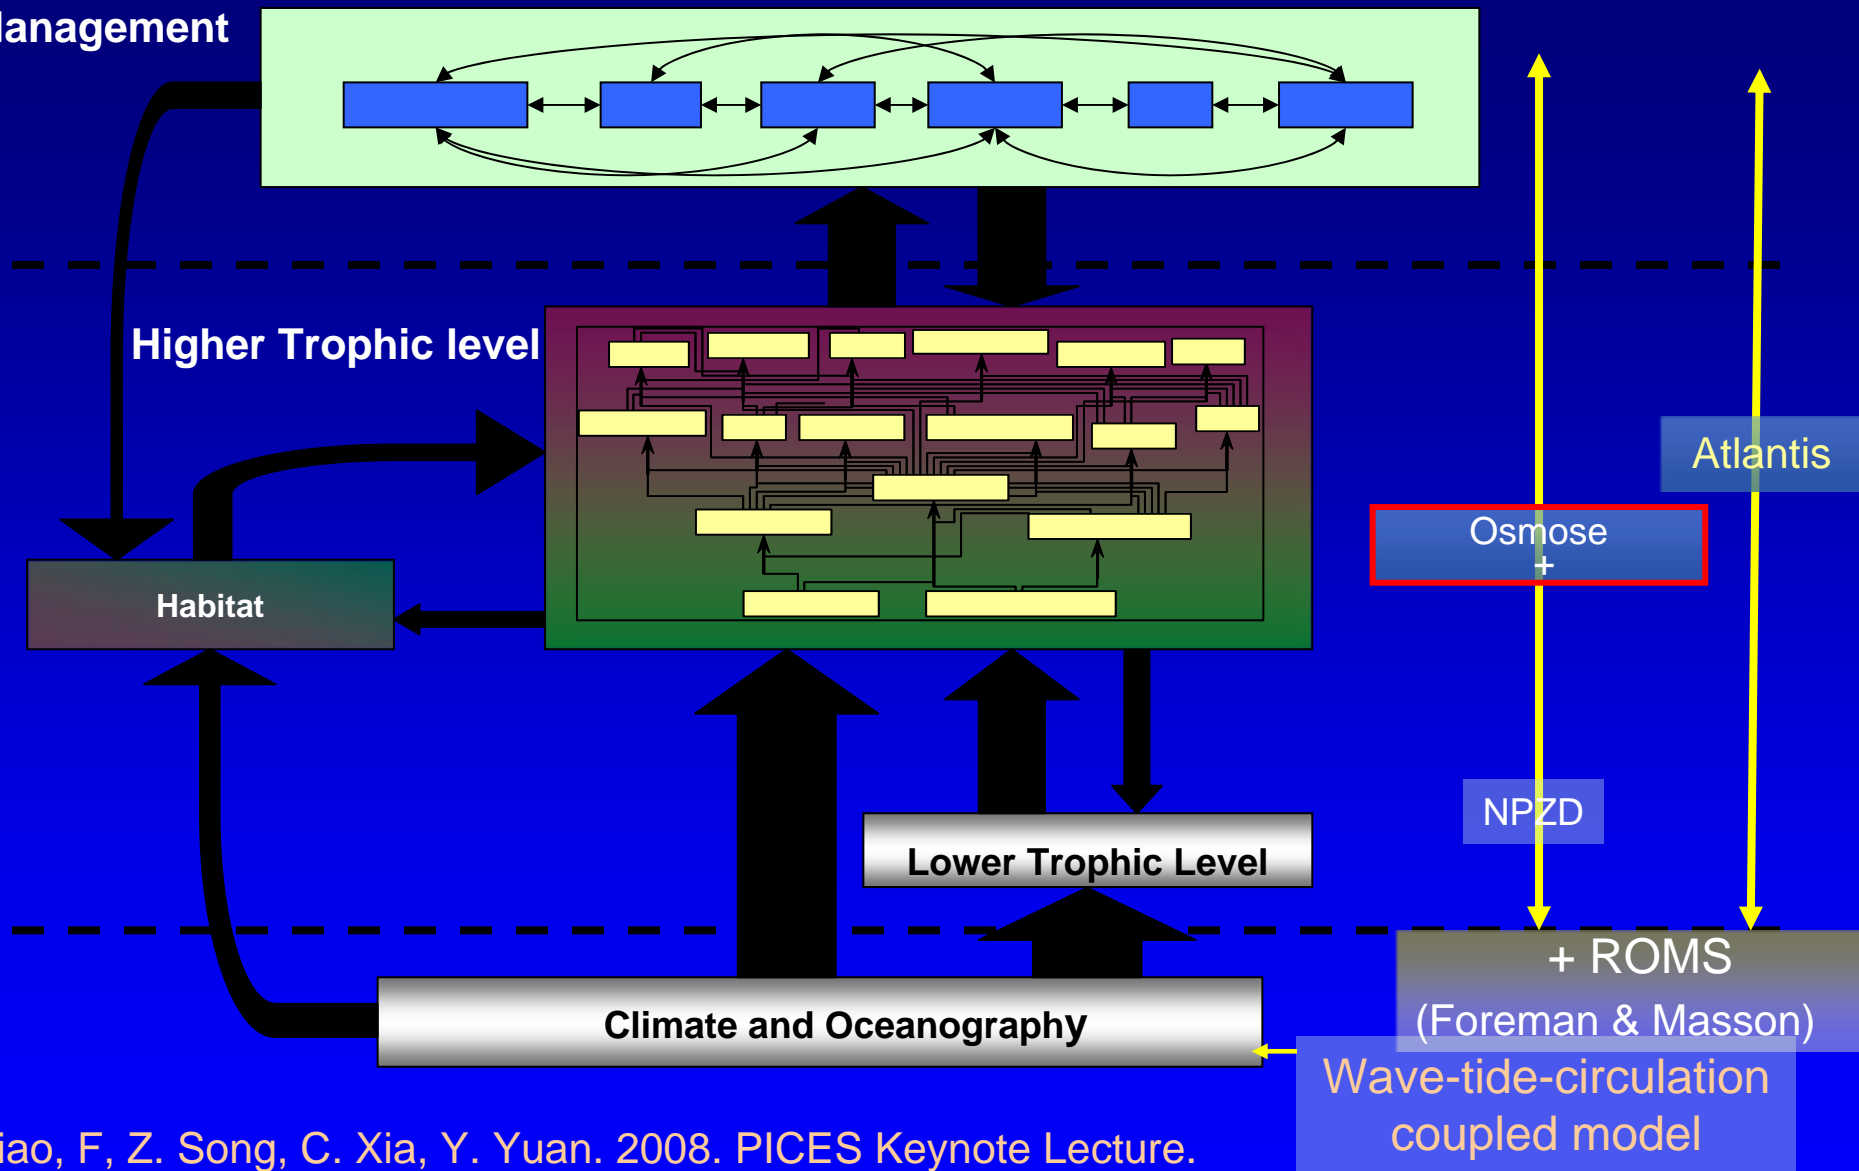 anagement
Higher Trophic level
Atlantis
Osmose
+
Habitat
NPZD
Lower Trophic Level
+ ROMS
(Foreman & Masson)
Climate and Oceanography
Wave-tide-circulation
coupled model
iao, F, Z. Song, C. Xia, Y. Yuan. 2008. PICES Keynote Lecture.